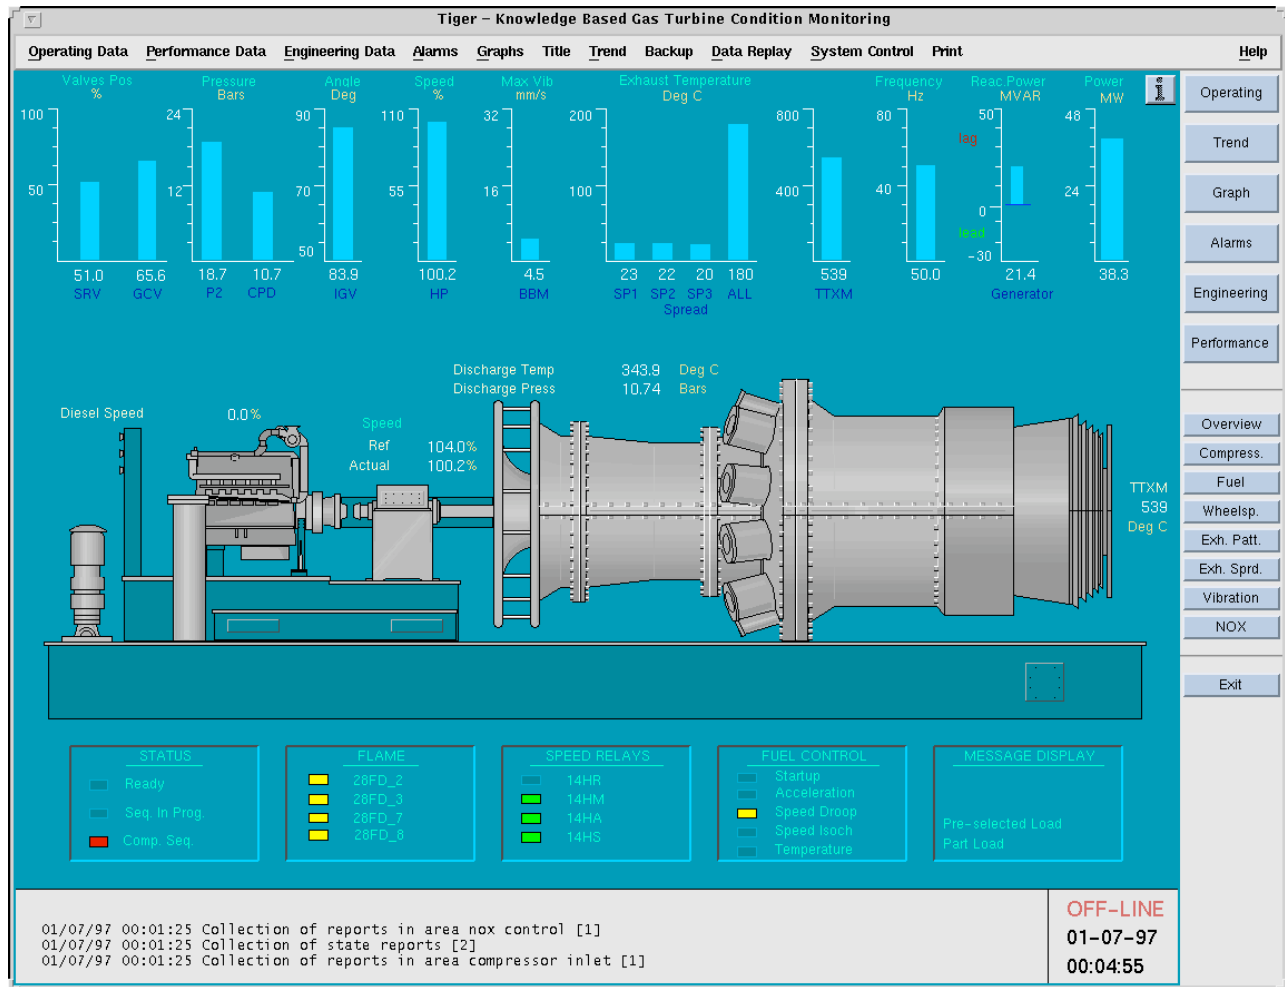 Tiger – Knowledge Based Gas Turbine Condition Monitoring
Operating Data Performance Data Engineering Data Alarms Graphs Title Trend Backup Data Replay System Control Print Help
Valves Pos Pressure Angle Speed Max Vib Exhaust Temperature Frequency Reac.Power Power
% Bars Deg % mm/s Deg C Hz MVAR MW
100 24 90 110 32 200 800 80 50 48
lag
50 12 70 55 16 100 400 40 0 24
lead
50 -30
51.0 65.6 18.7 10.7 83.9 100.2 4.5 23 22 20 180 539 50.0 21.4 38.3
SRV GCV P2 CPD IGV HP BBM SP1 SP2 SP3 ALL TTXM Generator
Spread
i
Operating
Trend
Graph
Alarms
Engineering
Performance
Overview
Compress.
Fuel
Wheelsp.
Exh. Patt.
Exh. Sprd.
Vibration
NOX
Exit
Discharge Temp 343.9 Deg C
Discharge Press 10.74 Bars
Diesel Speed 0.0%
Speed
Ref 104.0%
Actual 100.2%
TTXM
539
Deg C
STATUS
Ready
Seq. In Prog.
Comp. Seq.
FLAME
28FD_2
28FD_3
28FD_7
28FD_8
SPEED RELAYS
14HR
14HM
14HA
14HS
FUEL CONTROL
Startup
Acceleration
Speed Droop
Speed Isoch
Temperature
MESSAGE DISPLAY
Pre-selected Load
Part Load
01/07/97 00:01:25 Collection of reports in area nox control [1]
01/07/97 00:01:25 Collection of state reports [2]
01/07/97 00:01:25 Collection of reports in area compressor inlet [1]
OFF-LINE
01-07-97
00:04:55